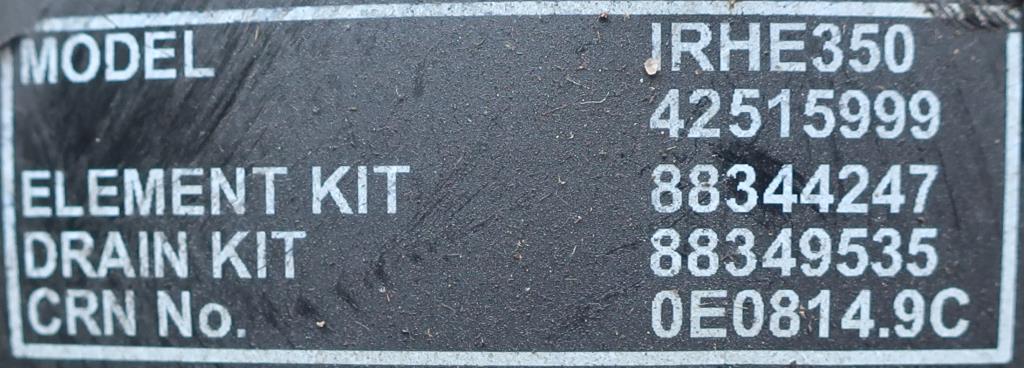 MODEL IRHE350
42515999
ELEMENT KIT 88344247
DRAIN KIT 88349535
CRN No. 0E0814.9C